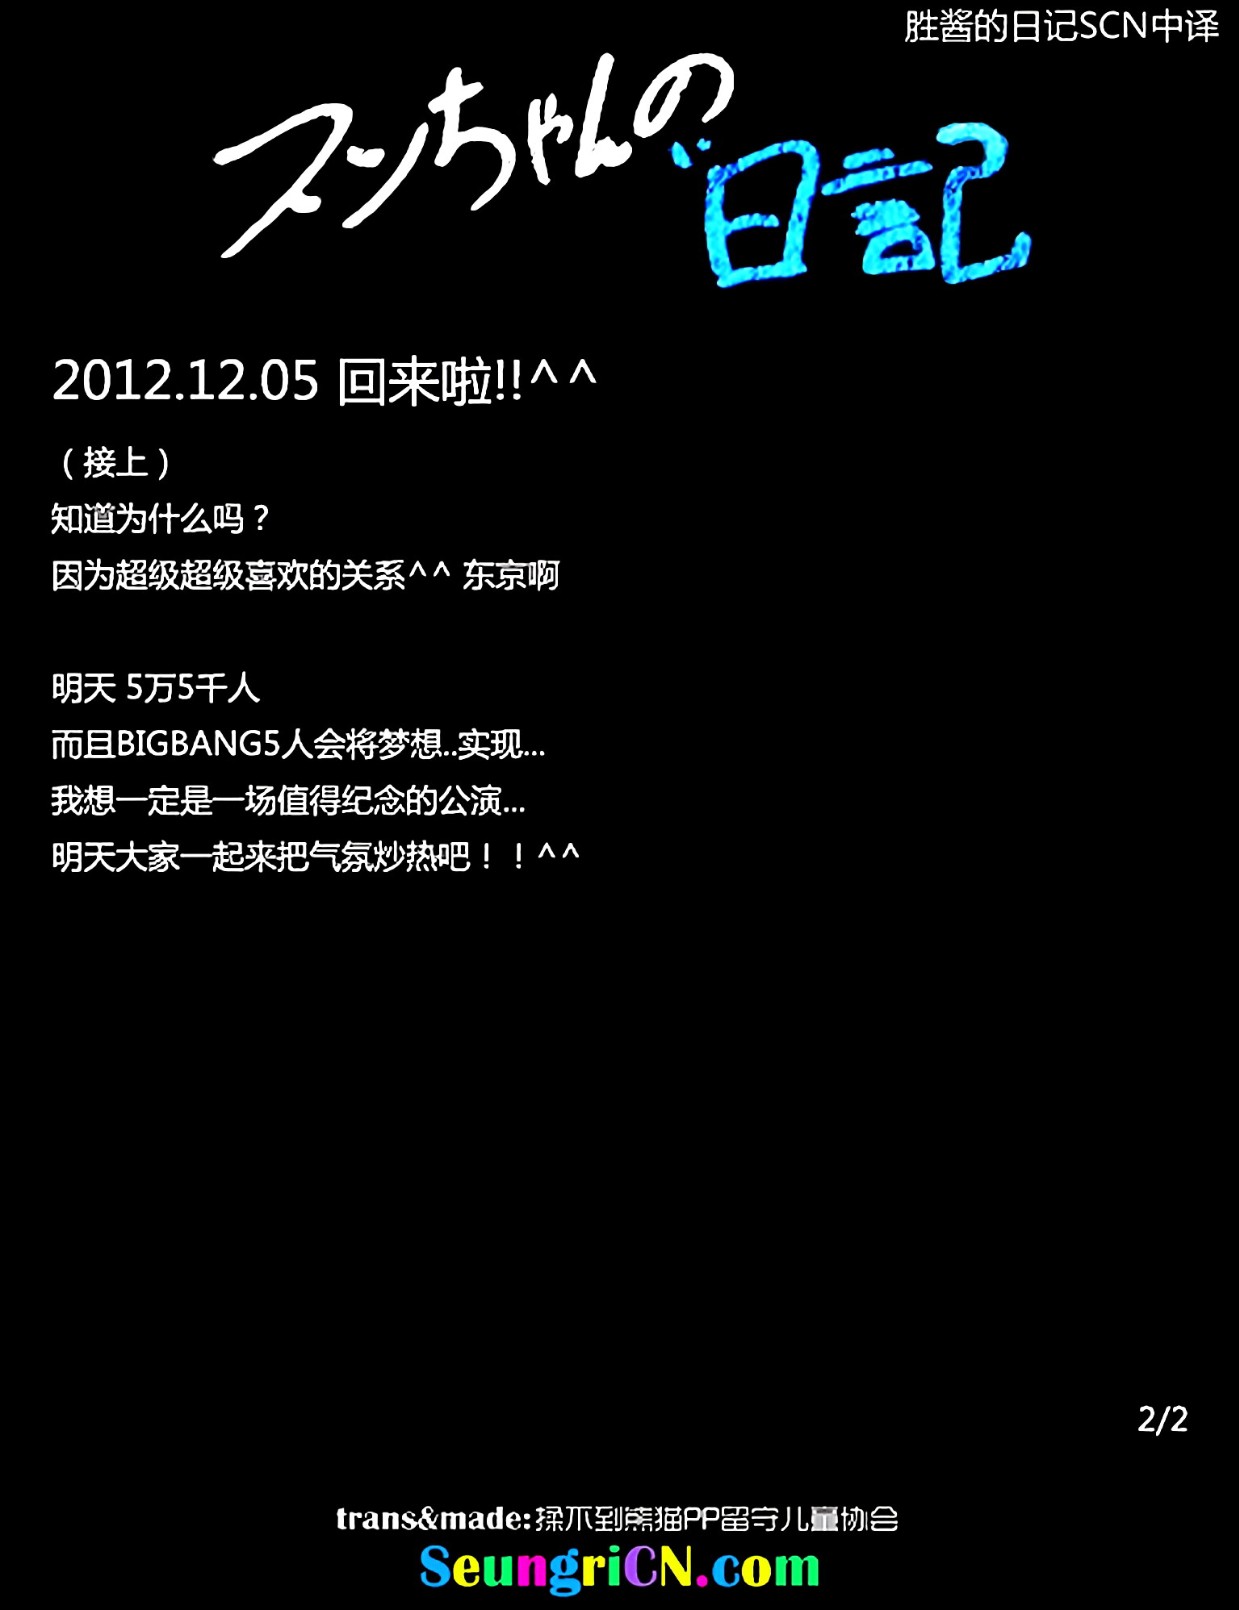 胜酱的日记SCN中译
スンちゃんの
日記
2012.12.05 回来啦!!^^
（接上）
知道为什么吗？
因为超级超级喜欢的关系^^ 东京啊
明天 5万5千人
而且BIGBANG5人会将梦想..实现...
我想一定是一场值得纪念的公演...
明天大家一起来把气氛炒热吧！！^^
2/2
trans&made:揉不到熊猫PP留守儿童协会
SeungriCN.com